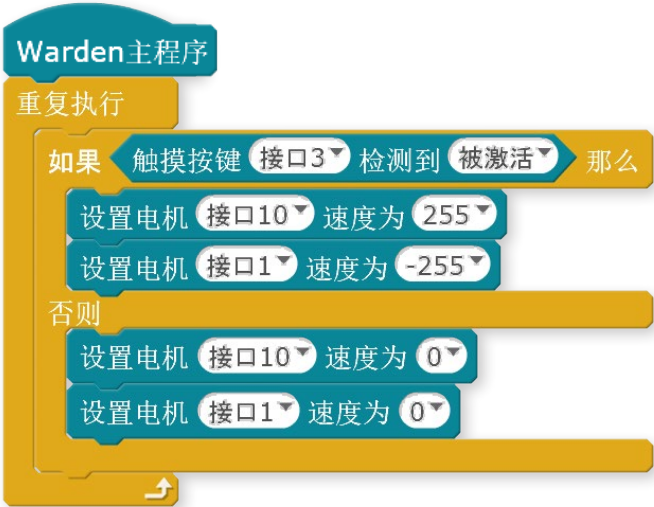 Warden主程序
重复执行
如果 触摸按键 接口3 检测到 被激活 那么
设置电机 接口10 速度为 255
设置电机 接口1 速度为 -255
否则
设置电机 接口10 速度为 0
设置电机 接口1 速度为 0